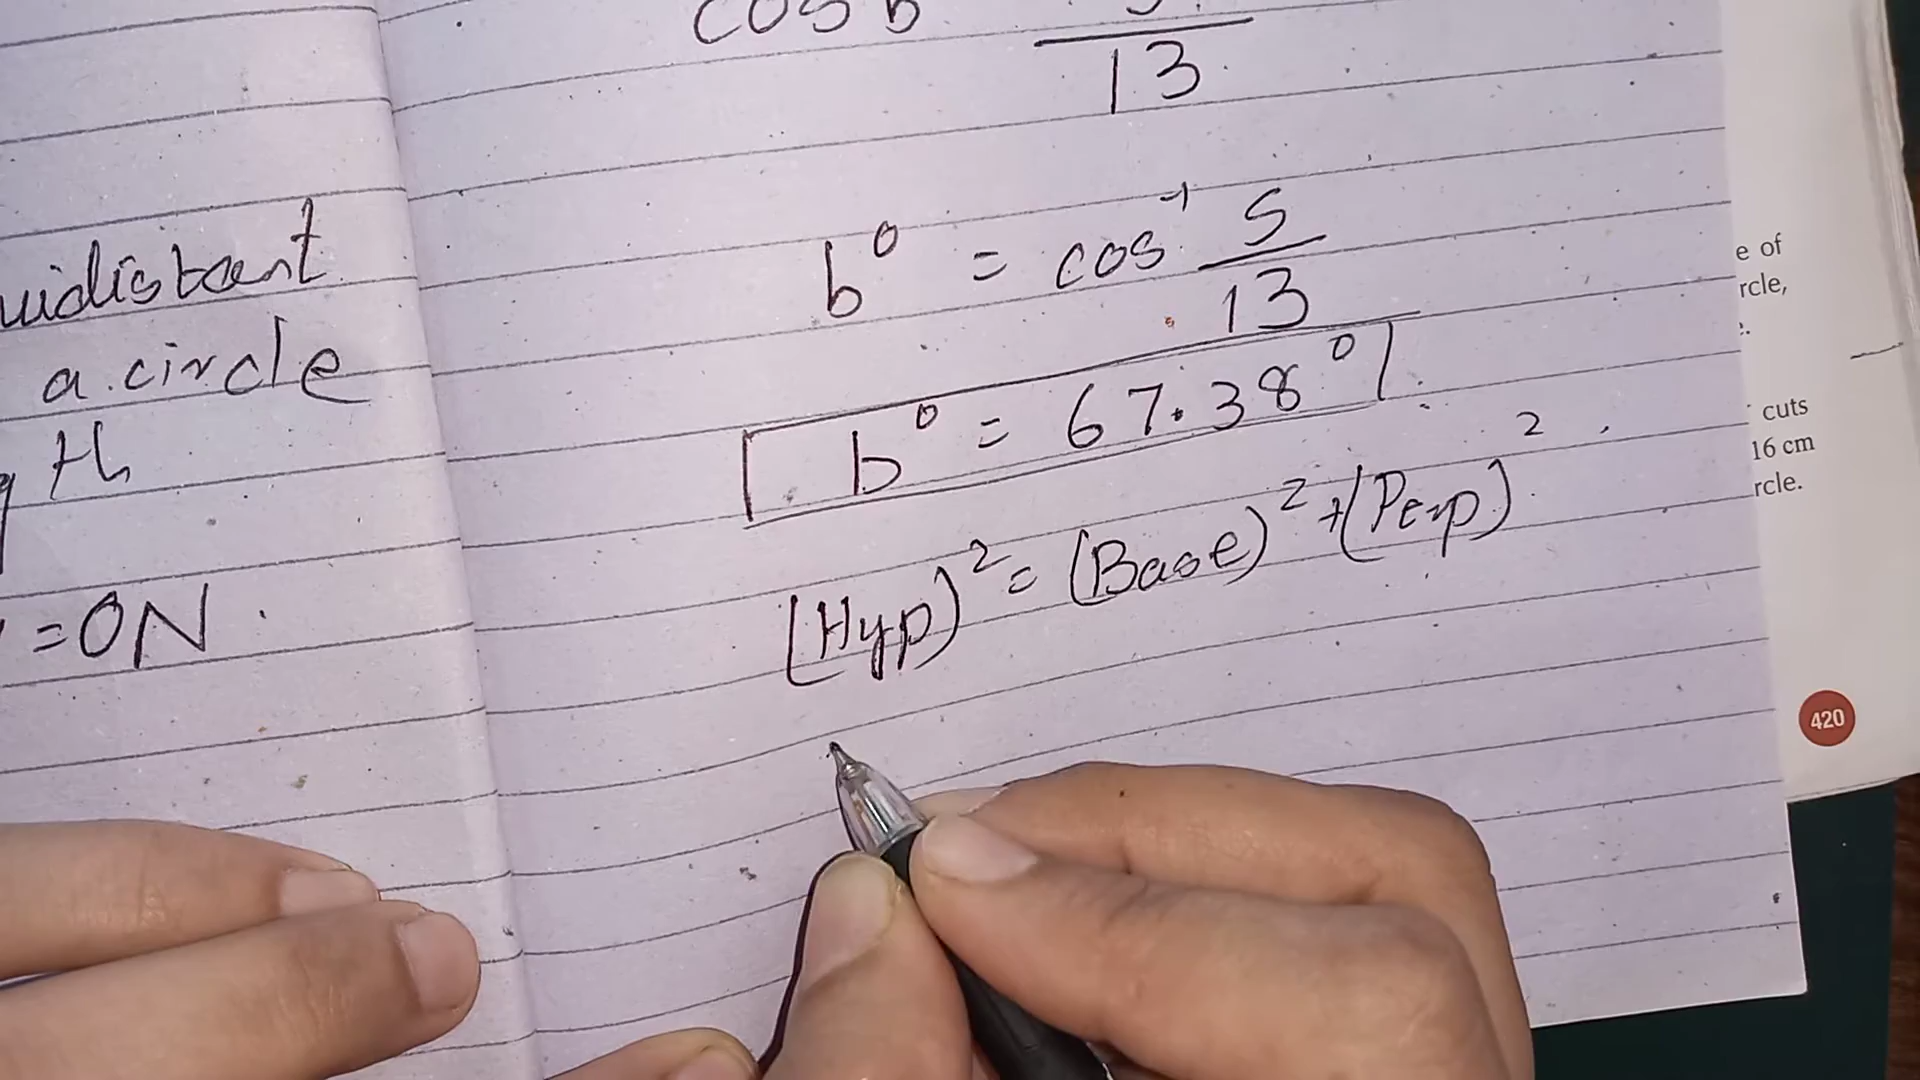 uidistant
a circle
th
=ON
cos b
13
b° = cos⁻¹ 5
13
b° = 67.38°
(Hyp)² = (Base)² + (Perp)²
e of
rcle,
e.
cuts
16 cm
rcle.
420